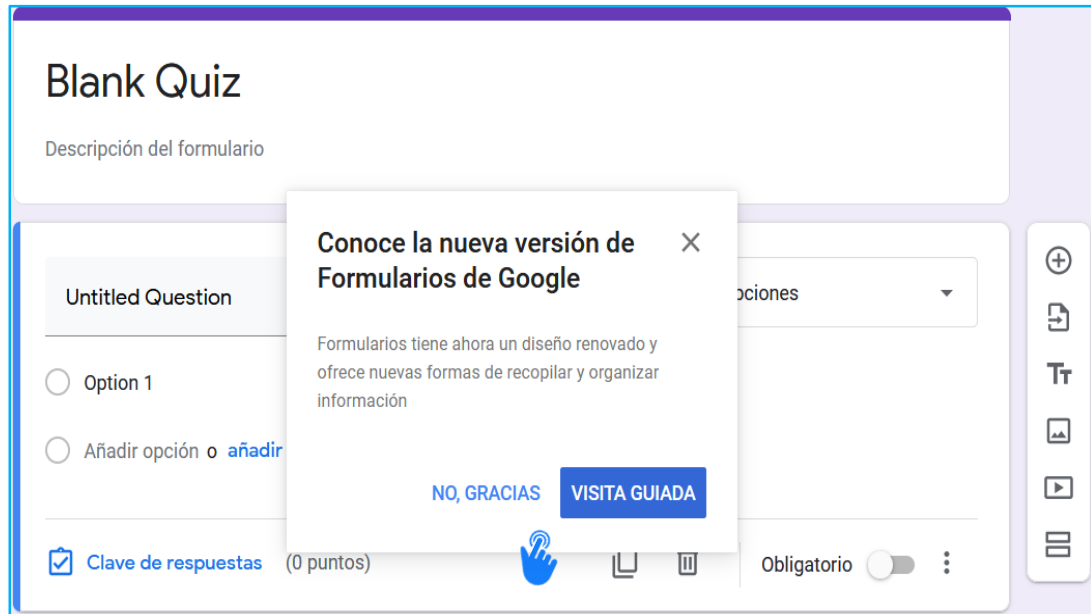 Blank Quiz
Descripción del formulario
Conoce la nueva versión de
Formularios de Google
Formularios tiene ahora un diseño renovado y
ofrece nuevas formas de recopilar y organizar
información
NO, GRACIAS VISITA GUIADA
Untitled Question
Option 1
Añadir opción o añadir
Clave de respuestas (0 puntos) Obligatorio